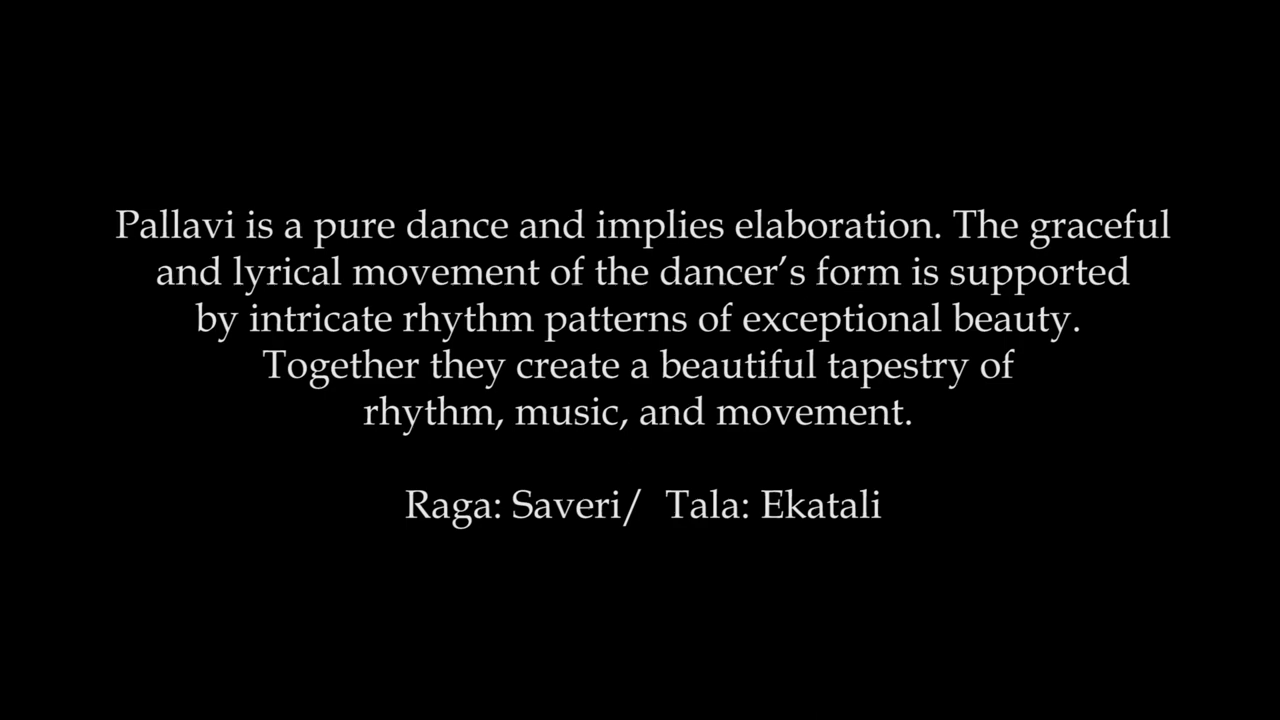 Pallavi is a pure dance and implies elaboration. The graceful
and lyrical movement of the dancer’s form is supported
by intricate rhythm patterns of exceptional beauty.
Together they create a beautiful tapestry of
rhythm, music, and movement.
Raga: Saveri/  Tala: Ekatali